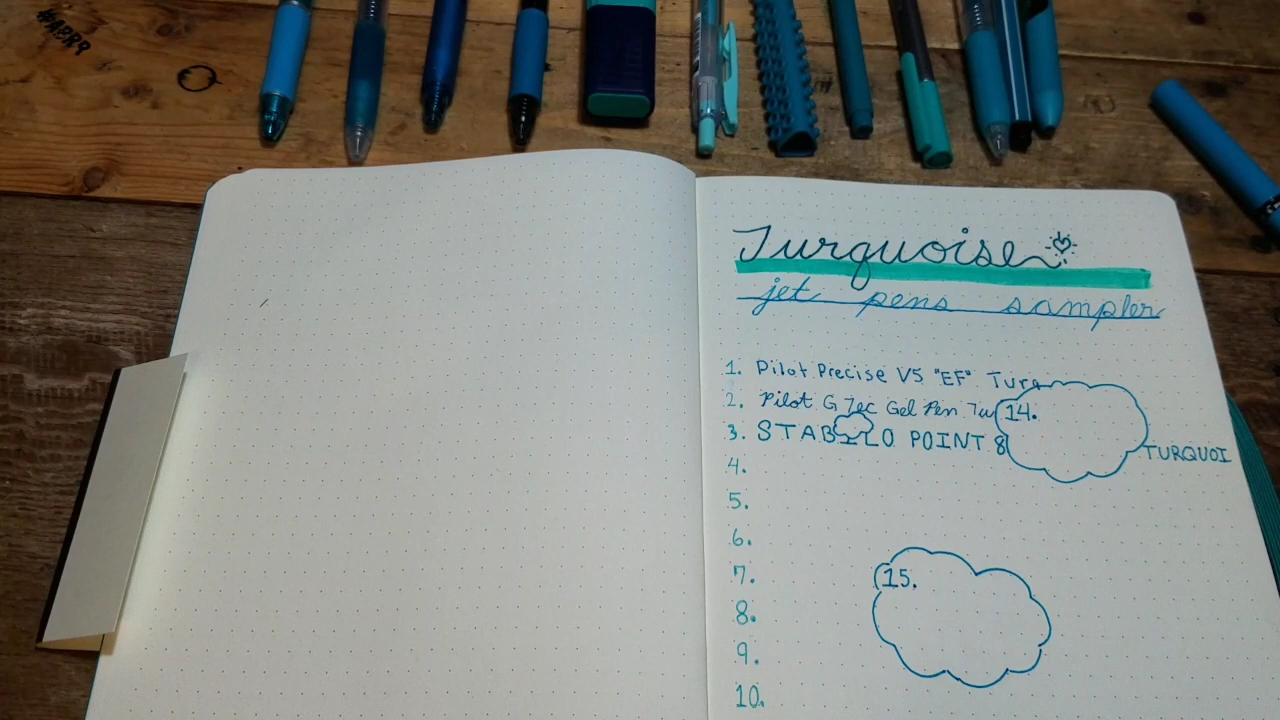 #ABRA
Turquoise
jet pens sampler
1. Pilot Precise V5 "EF" Turq
2. Pilot G Tec Gel Pen Tu
14.
3. STABILO POINT 8
TURQUOI
4.
5.
6.
7.
15.
8.
9.
10.